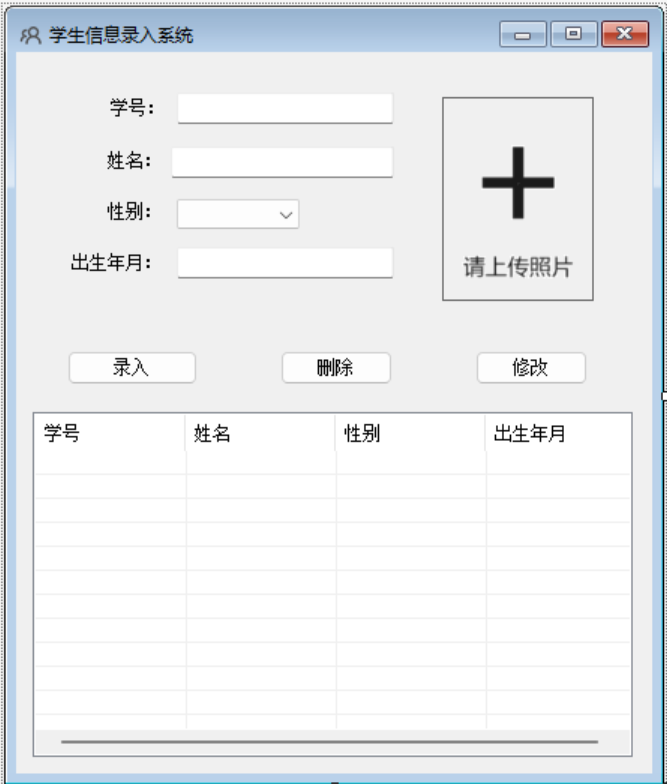 学生信息录入系统
学号：
姓名：
性别：
出生年月：
请上传照片
录入 删除 修改
学号 姓名 性别 出生年月